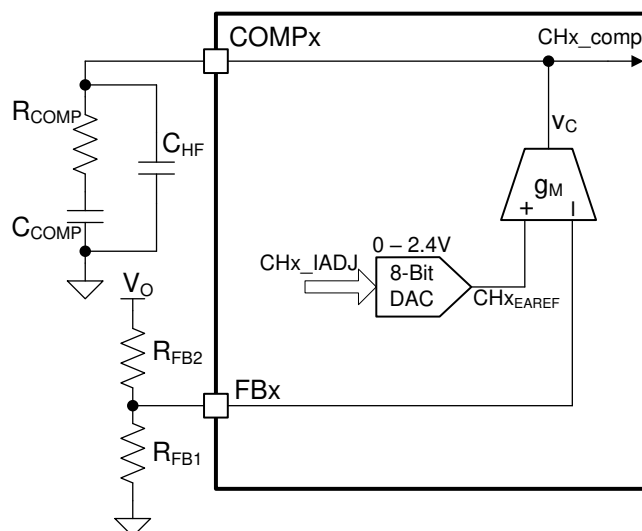 COMPx
CHx_comp
RCOMP
CHF
vC
gM
+ –
CCOMP
0 – 2.4V
CHx_IADJ
8-Bit
DAC
CHxEAREF
VO
RFB2
FBx
RFB1